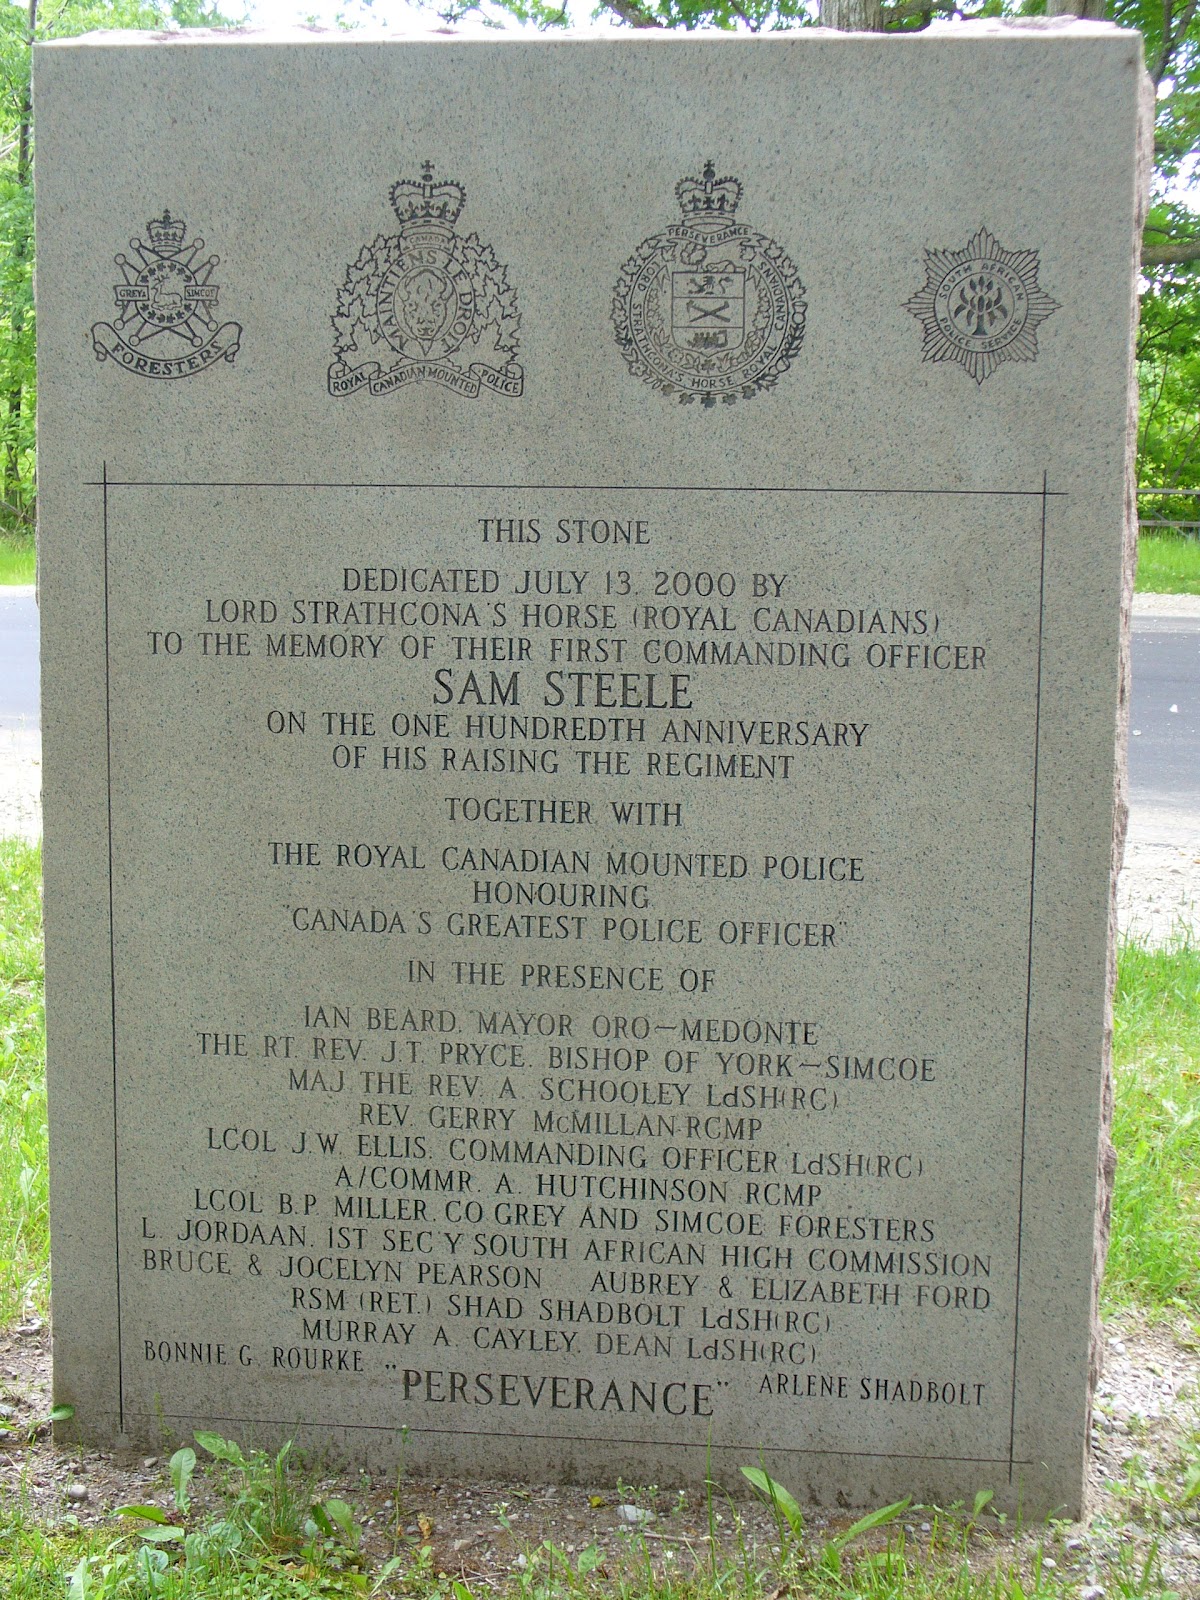 GREY & SIMCOE
FORESTERS
CANADA
MAINTIENS LE DROIT
ROYAL CANADIAN MOUNTED POLICE
PERSEVERANCE
LORD STRATHCONA'S HORSE ROYAL CANADIANS
SOUTH AFRICAN
POLICE SERVICE
THIS STONE
DEDICATED JULY 13, 2000 BY
LORD STRATHCONA'S HORSE (ROYAL CANADIANS)
TO THE MEMORY OF THEIR FIRST COMMANDING OFFICER
SAM STEELE
ON THE ONE HUNDREDTH ANNIVERSARY
OF HIS RAISING THE REGIMENT
TOGETHER WITH
THE ROYAL CANADIAN MOUNTED POLICE
HONOURING
"CANADA'S GREATEST POLICE OFFICER"
IN THE PRESENCE OF
IAN BEARD, MAYOR ORO-MEDONTE
THE RT. REV. J.T. PRYCE, BISHOP OF YORK-SIMCOE
MAJ THE REV. A. SCHOOLEY LdSH(RC)
REV. GERRY McMILLAN-RCMP
LCOL J.W. ELLIS, COMMANDING OFFICER LdSH(RC)
A/COMMR. A. HUTCHINSON RCMP
LCOL B.P. MILLER, CO GREY AND SIMCOE FORESTERS
L. JORDAAN, 1ST SEC'Y SOUTH AFRICAN HIGH COMMISSION
BRUCE & JOCELYN PEARSON AUBREY & ELIZABETH FORD
RSM (RET.) SHAD SHADBOLT LdSH(RC)
MURRAY A. CAYLEY, DEAN LdSH(RC)
BONNIE G. ROURKE "PERSEVERANCE" ARLENE SHADBOLT